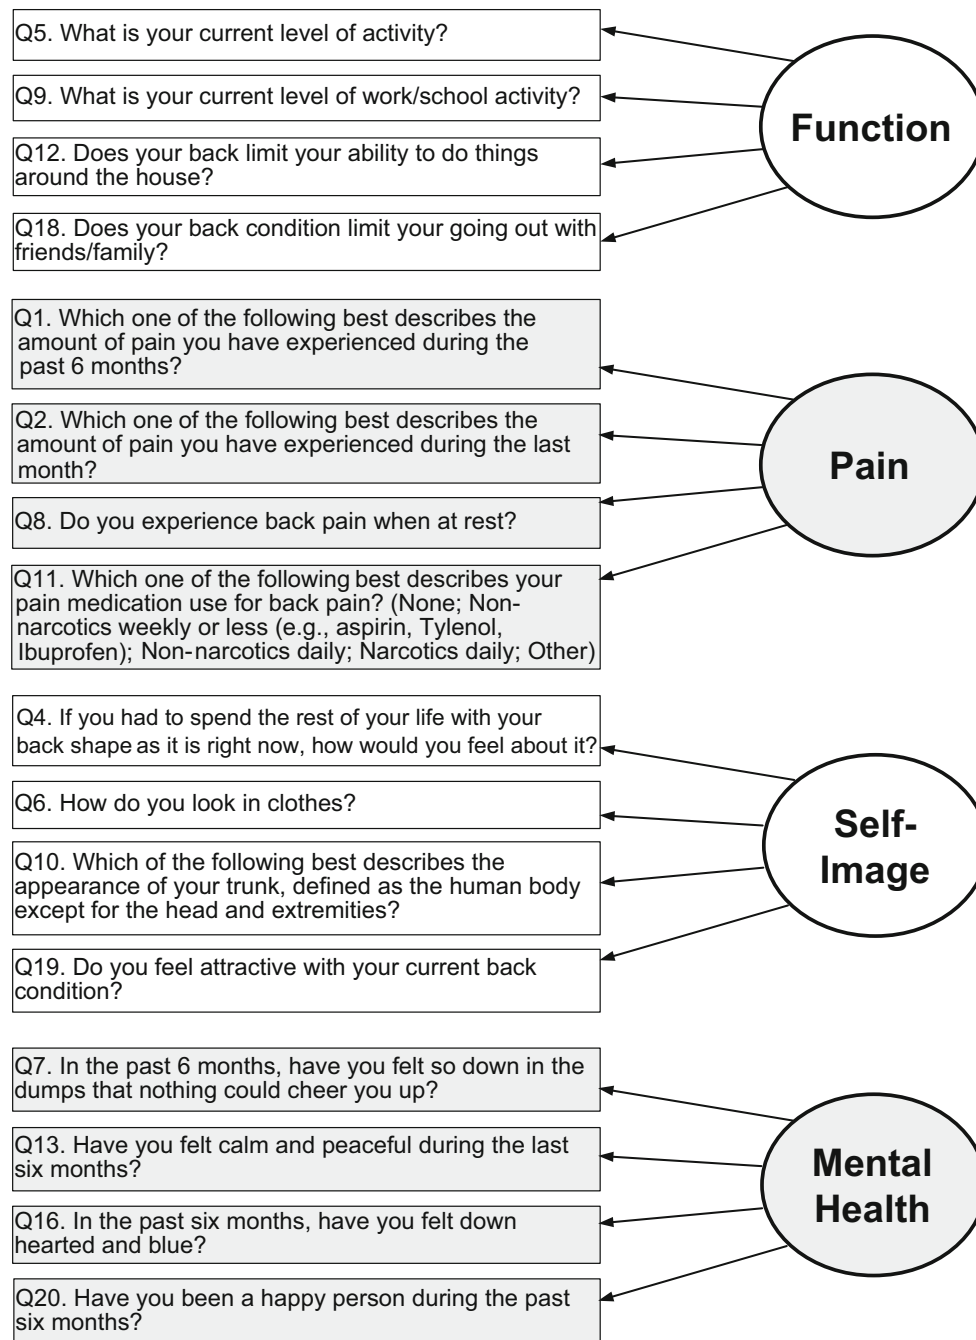 Q5. What is your current level of activity?
Q9. What is your current level of work/school activity?
Q12. Does your back limit your ability to do things
around the house?
Q18. Does your back condition limit your going out with
friends/family?
Function
Q1. Which one of the following best describes the
amount of pain you have experienced during the
past 6 months?
Q2. Which one of the following best describes the
amount of pain you have experienced during the last
month?
Q8. Do you experience back pain when at rest?
Q11. Which one of the following best describes your
pain medication use for back pain? (None; Non-
narcotics weekly or less (e.g., aspirin, Tylenol,
Ibuprofen); Non-narcotics daily; Narcotics daily; Other)
Pain
Q4. If you had to spend the rest of your life with your
back shape as it is right now, how would you feel about it?
Q6. How do you look in clothes?
Q10. Which of the following best describes the
appearance of your trunk, defined as the human body
except for the head and extremities?
Q19. Do you feel attractive with your current back
condition?
Self-
Image
Q7. In the past 6 months, have you felt so down in the
dumps that nothing could cheer you up?
Q13. Have you felt calm and peaceful during the last
six months?
Q16. In the past six months, have you felt down
hearted and blue?
Q20. Have you been a happy person during the past
six months?
Mental
Health